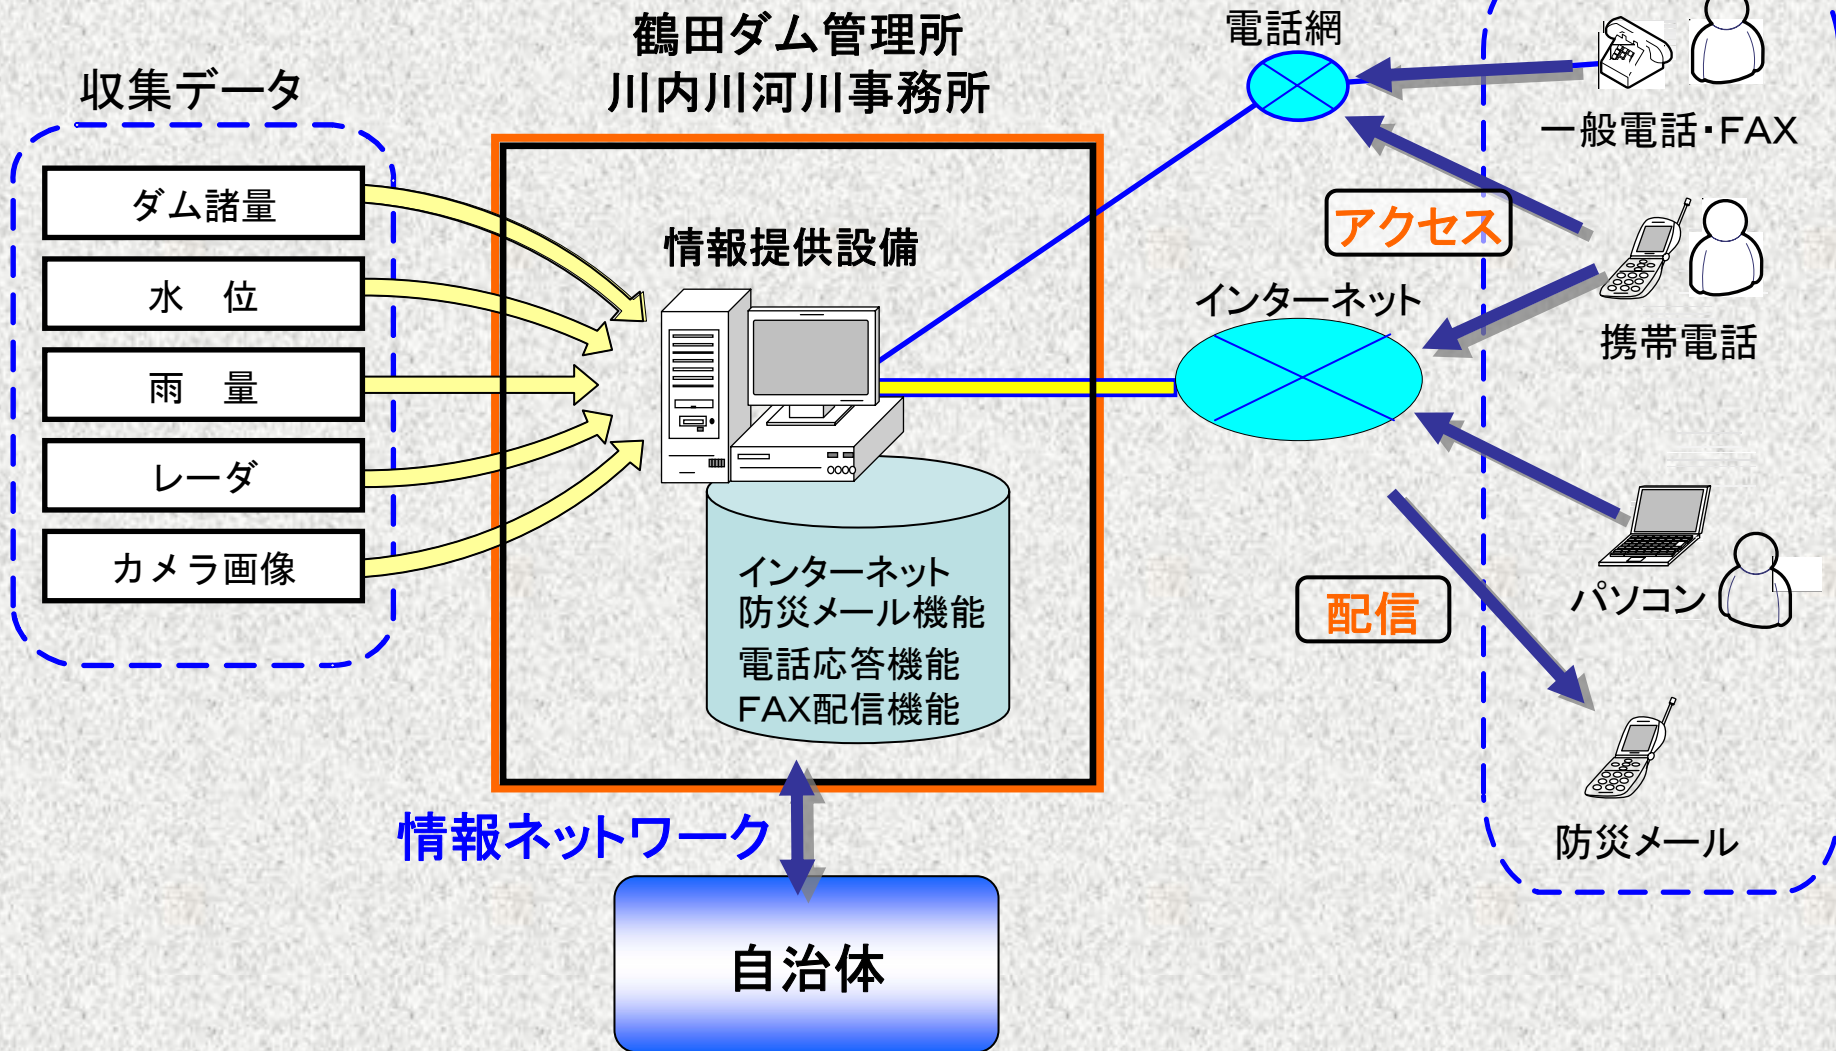 鶴田ダム管理所
川内川河川事務所
収集データ
ダム諸量
水　位
雨　量
レーダ
カメラ画像
情報提供設備
インターネット
防災メール機能
電話応答機能
FAX配信機能
情報ネットワーク
自治体
電話網
アクセス
インターネット
配信
一般電話・FAX
携帯電話
パソコン
防災メール